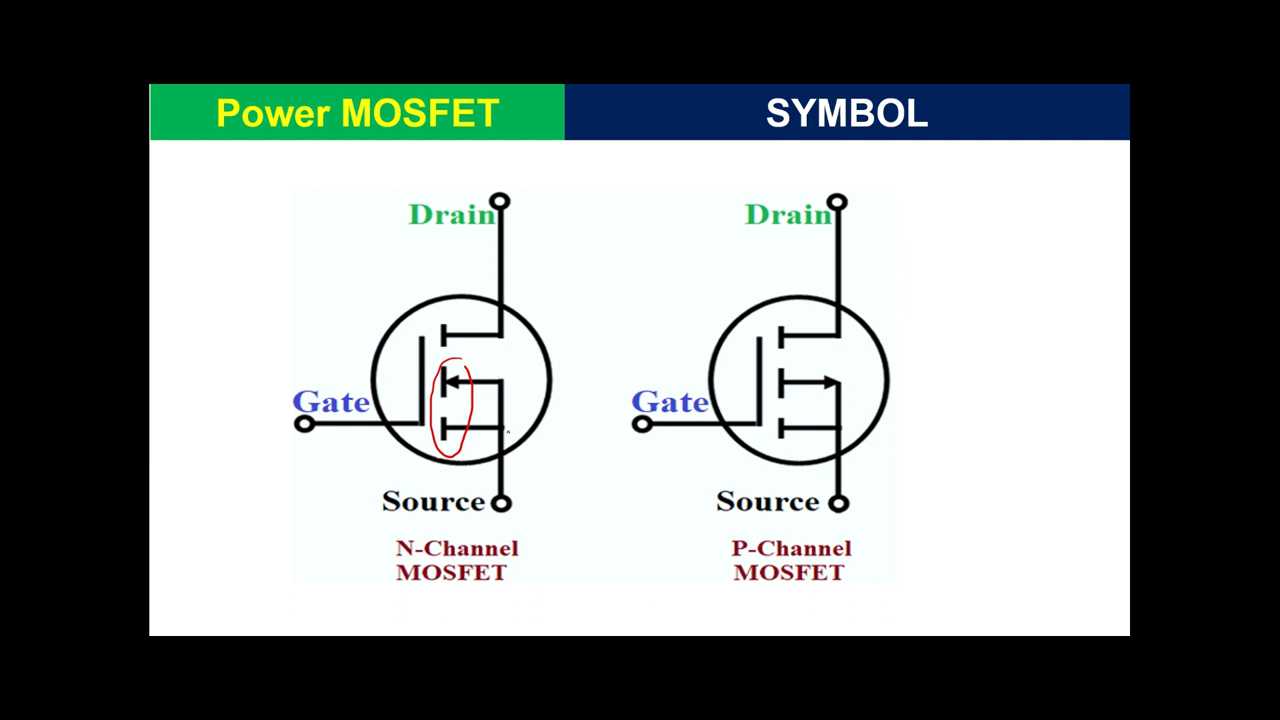 Power MOSFET
SYMBOL
Drain
Gate
Source
N-Channel
MOSFET
Drain
Gate
Source
P-Channel
MOSFET